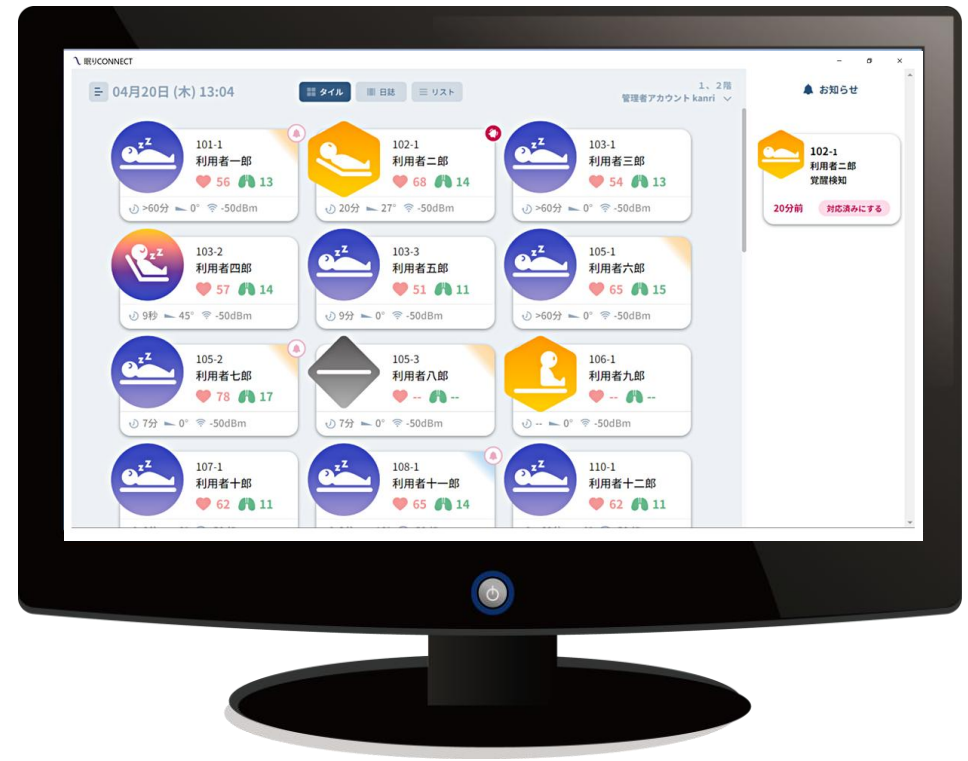 眠りCONNECT
04月20日 (木) 13:04
タイル
日誌
リスト
1、2階
管理者アカウント kanri
お知らせ
101-1
利用者一郎
56 13
>60分 0° -50dBm
102-1
利用者二郎
68 14
20分 27° -50dBm
103-1
利用者三郎
54 13
>60分 0° -50dBm
103-2
利用者四郎
57 14
9秒 45° -50dBm
103-3
利用者五郎
51 11
9分 0° -50dBm
105-1
利用者六郎
65 15
>60分 0° -50dBm
105-2
利用者七郎
78 17
7分 0° -50dBm
105-3
利用者八郎
-- --
7分 0° -50dBm
106-1
利用者九郎
-- --
-- 0° -50dBm
107-1
利用者十郎
62 11
108-1
利用者十一郎
65 14
110-1
利用者十二郎
62 11
102-1
利用者二郎
覚醒検知
20分前 対応済みにする